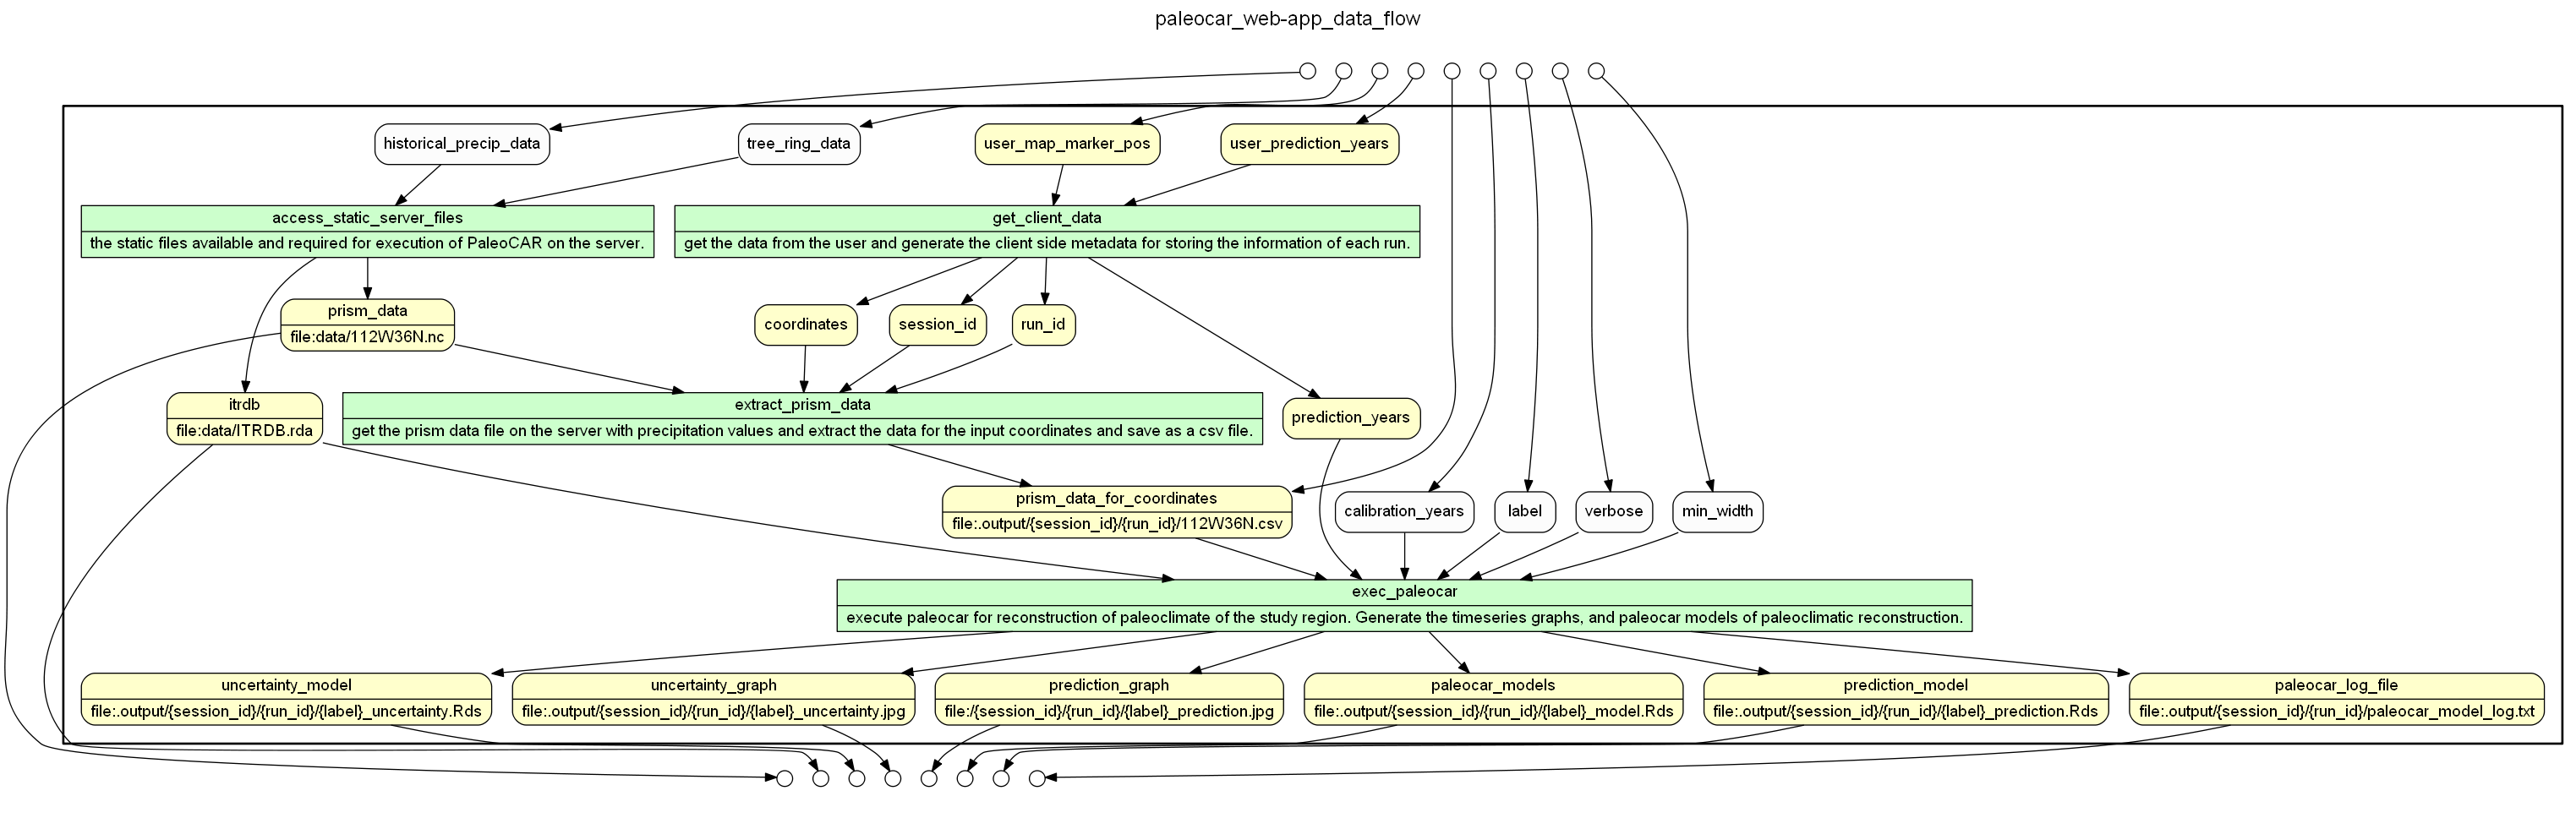 paleocar_web-app_data_flow
historical_precip_data
tree_ring_data
user_map_marker_pos
user_prediction_years
access_static_server_files
the static files available and required for execution of PaleoCAR on the server.
get_client_data
get the data from the user and generate the client side metadata for storing the information of each run.
prism_data
file:data/112W36N.nc
coordinates
session_id
run_id
itrdb
file:data/ITRDB.rda
extract_prism_data
get the prism data file on the server with precipitation values and extract the data for the input coordinates and save as a csv file.
prediction_years
prism_data_for_coordinates
file:.output/{session_id}/{run_id}/112W36N.csv
calibration_years
label
verbose
min_width
exec_paleocar
execute paleocar for reconstruction of paleoclimate of the study region. Generate the timeseries graphs, and paleocar models of paleoclimatic reconstruction.
uncertainty_model
file:.output/{session_id}/{run_id}/{label}_uncertainty.Rds
uncertainty_graph
file:.output/{session_id}/{run_id}/{label}_uncertainty.jpg
prediction_graph
file:/{session_id}/{run_id}/{label}_prediction.jpg
paleocar_models
file:.output/{session_id}/{run_id}/{label}_model.Rds
prediction_model
file:.output/{session_id}/{run_id}/{label}_prediction.Rds
paleocar_log_file
file:.output/{session_id}/{run_id}/paleocar_model_log.txt